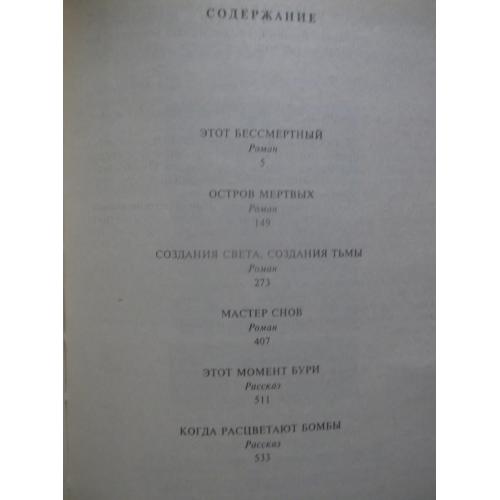 СОДЕРЖАНИЕ
ЭТОТ БЕССМЕРТНЫЙ
Роман
5
ОСТРОВ МЕРТВЫХ
Роман
149
СОЗДАНИЯ СВЕТА, СОЗДАНИЯ ТЬМЫ
Роман
273
МАСТЕР СНОВ
Роман
407
ЭТОТ МОМЕНТ БУРИ
Рассказ
511
КОГДА РАСЦВЕТАЮТ БОМБЫ
Рассказ
533